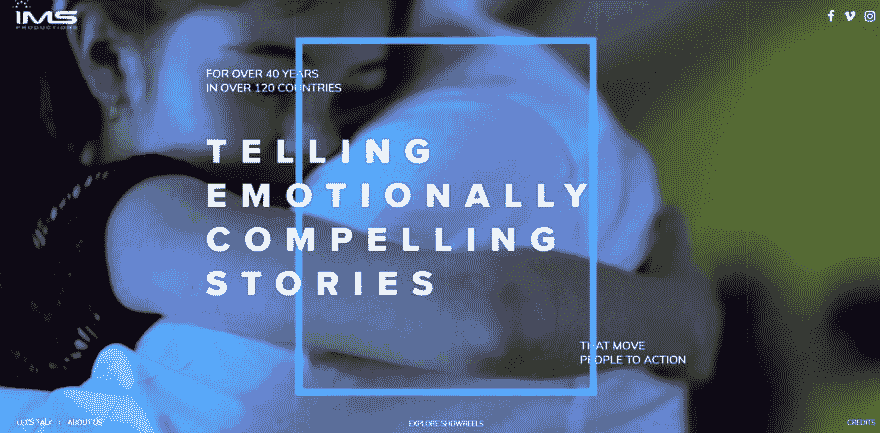 IMS
PRODUCTIONS
FOR OVER 40 YEARS
IN OVER 120 COUNTRIES
TELLING
EMOTIONALLY
COMPELLING
STORIES
THAT MOVE
PEOPLE TO ACTION
LET'S TALK | ABOUT US
EXPLORE SHOWREELS
CREDITS